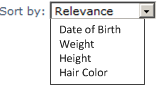 Sort by: Relevance
Date of Birth
Weight
Height
Hair Color